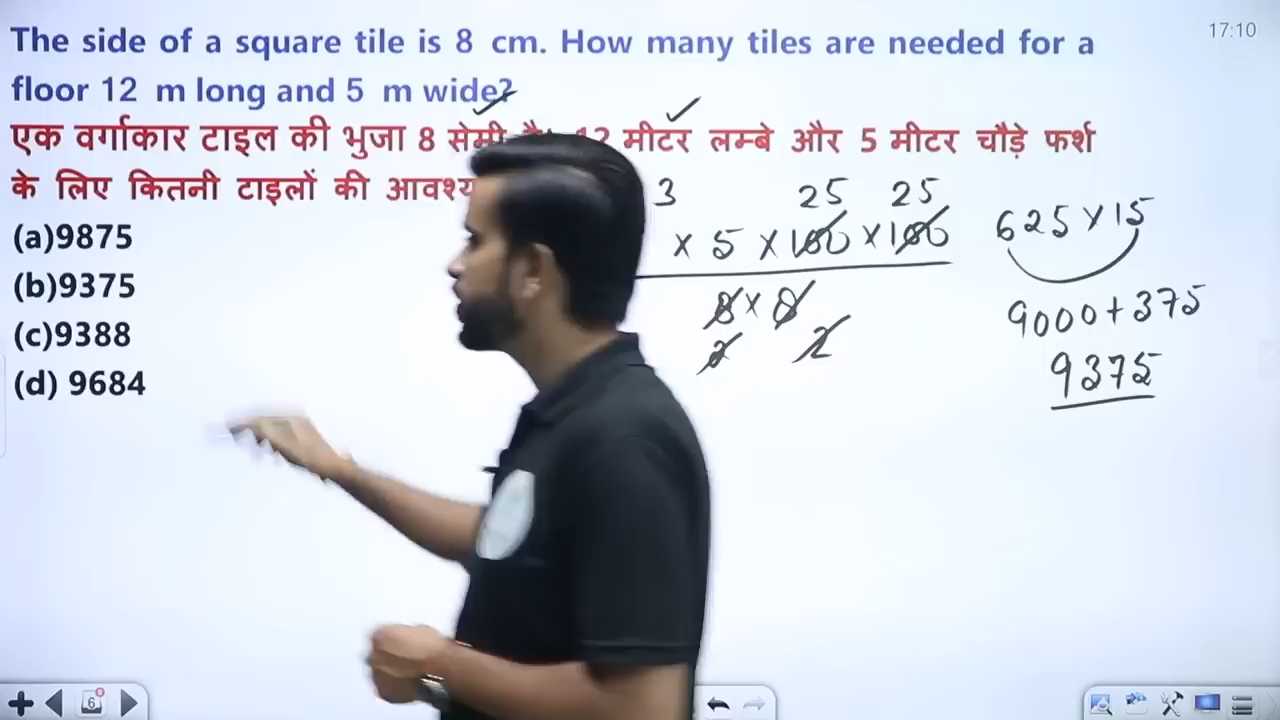 The side of a square tile is 8 cm. How many tiles are needed for a
floor 12 m long and 5 m wide?
17:10
एक वर्गाकार टाइल की भुजा 8 सेमी मीटर लम्बे और 5 मीटर चौड़े फर्श
के लिए कितनी टाइलों की
(a)9875
(b)9375
(c)9388
(d) 9684
3 25 25
× 5 × 100 × 100
8 × 8
2 2
625 × 15
9000 + 375
9375
6